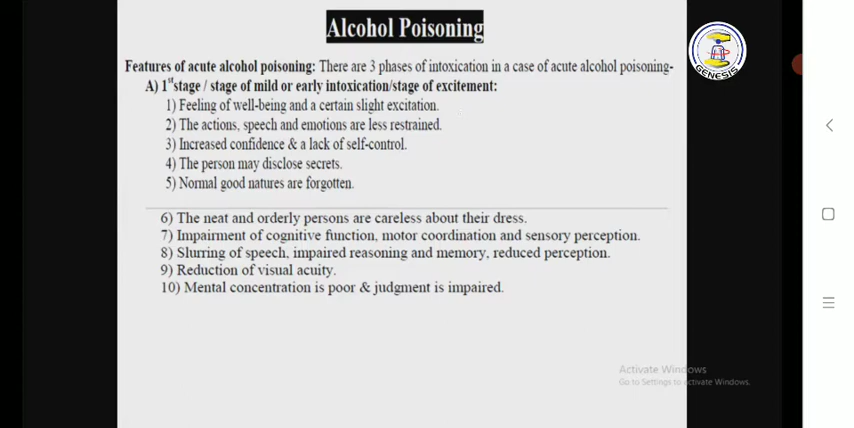 Alcohol Poisoning
GENESIS
Features of acute alcohol poisoning: There are 3 phases of intoxication in a case of acute alcohol poisoning-
A) 1st stage / stage of mild or early intoxication/stage of excitement:
1) Feeling of well-being and a certain slight excitation.
2) The actions, speech and emotions are less restrained.
3) Increased confidence & a lack of self-control.
4) The person may disclose secrets.
5) Normal good natures are forgotten.
6) The neat and orderly persons are careless about their dress.
7) Impairment of cognitive function, motor coordination and sensory perception.
8) Slurring of speech, impaired reasoning and memory, reduced perception.
9) Reduction of visual acuity.
10) Mental concentration is poor & judgment is impaired.
Activate Windows
Go to Settings to activate Windows.